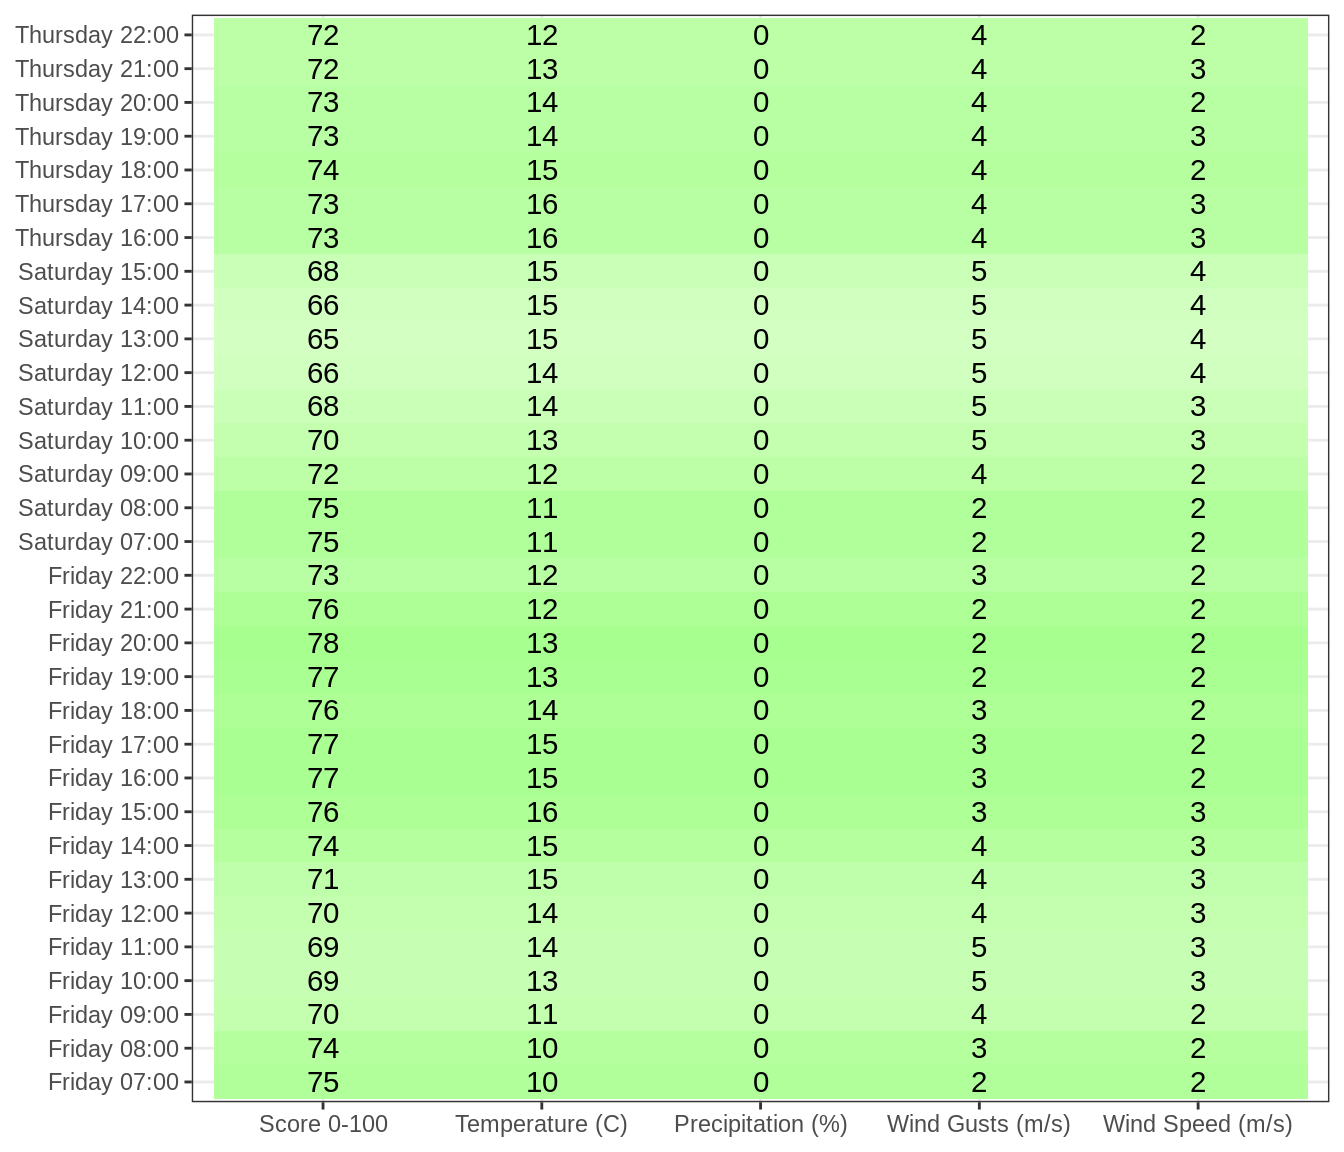 Thursday 22:00 72 12 0 4 2
Thursday 21:00 72 13 0 4 3
Thursday 20:00 73 14 0 4 2
Thursday 19:00 73 14 0 4 3
Thursday 18:00 74 15 0 4 2
Thursday 17:00 73 16 0 4 3
Thursday 16:00 73 16 0 4 3
Saturday 15:00 68 15 0 5 4
Saturday 14:00 66 15 0 5 4
Saturday 13:00 65 15 0 5 4
Saturday 12:00 66 14 0 5 4
Saturday 11:00 68 14 0 5 3
Saturday 10:00 70 13 0 5 3
Saturday 09:00 72 12 0 4 2
Saturday 08:00 75 11 0 2 2
Saturday 07:00 75 11 0 2 2
Friday 22:00 73 12 0 3 2
Friday 21:00 76 12 0 2 2
Friday 20:00 78 13 0 2 2
Friday 19:00 77 13 0 2 2
Friday 18:00 76 14 0 3 2
Friday 17:00 77 15 0 3 2
Friday 16:00 77 15 0 3 2
Friday 15:00 76 16 0 3 3
Friday 14:00 74 15 0 4 3
Friday 13:00 71 15 0 4 3
Friday 12:00 70 14 0 4 3
Friday 11:00 69 14 0 5 3
Friday 10:00 69 13 0 5 3
Friday 09:00 70 11 0 4 2
Friday 08:00 74 10 0 3 2
Friday 07:00 75 10 0 2 2
Score 0-100 Temperature (C) Precipitation (%) Wind Gusts (m/s) Wind Speed (m/s)